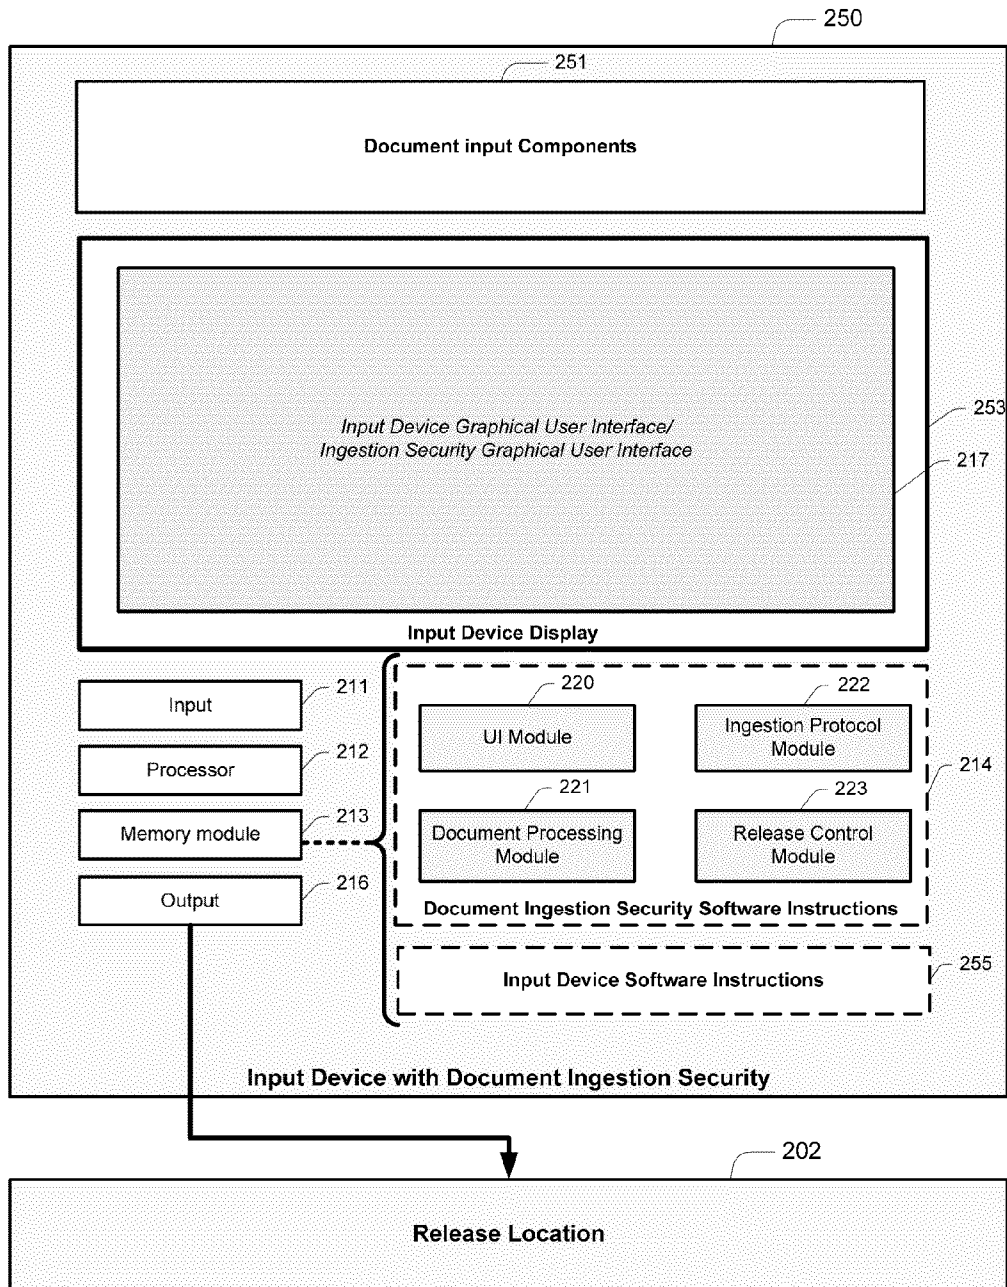 250
251
Document input Components
Input Device Graphical User Interface/
Ingestion Security Graphical User Interface
253
217
Input Device Display
Input
211
Processor
212
Memory module
213
Output
216
220
UI Module
222
Ingestion Protocol
Module
214
221
Document Processing
Module
223
Release Control
Module
Document Ingestion Security Software Instructions
Input Device Software Instructions
255
Input Device with Document Ingestion Security
202
Release Location